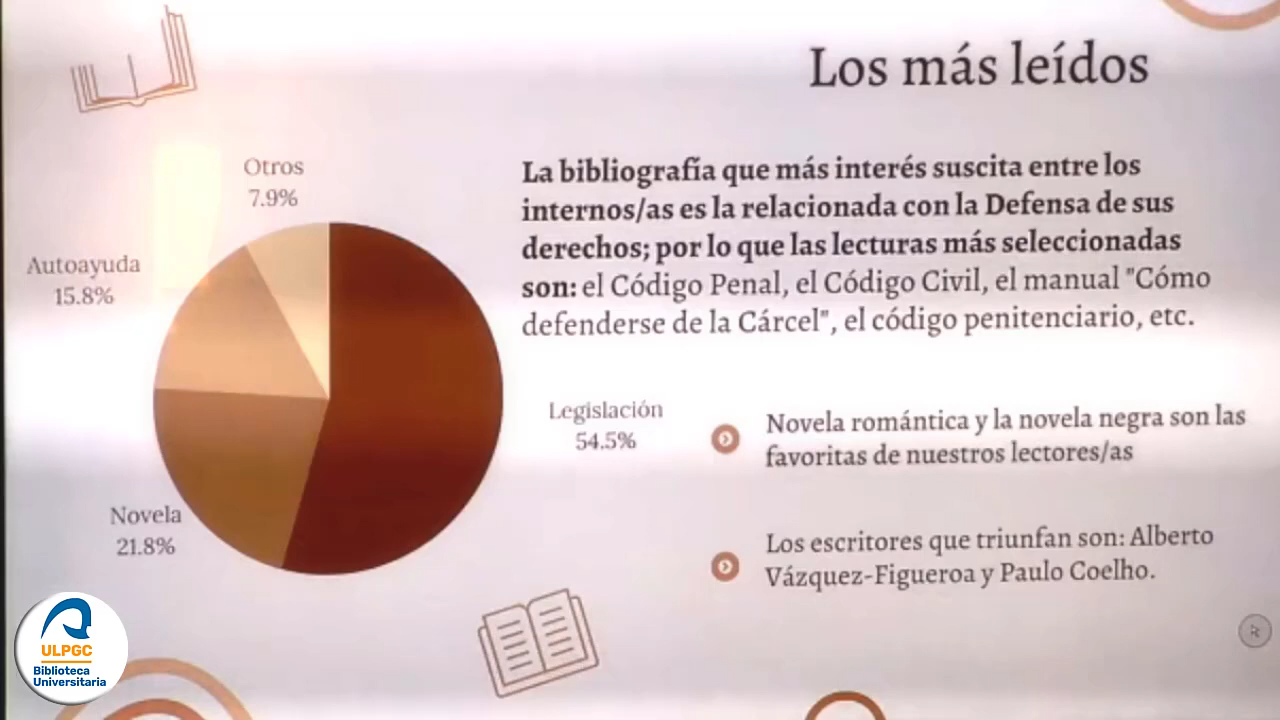 Los más leídos
Otros
7.9%
Autoayuda
15.8%
Legislación
54.5%
Novela
21.8%
La bibliografía que más interés suscita entre los
internos/as es la relacionada con la Defensa de sus
derechos; por lo que las lecturas más seleccionadas
son: el Código Penal, el Código Civil, el manual "Cómo
defenderse de la Cárcel", el código penitenciario, etc.
Novela romántica y la novela negra son las
favoritas de nuestros lectores/as
Los escritores que triunfan son: Alberto
Vázquez-Figueroa y Paulo Coelho.
ULPGC
Biblioteca
Universitaria